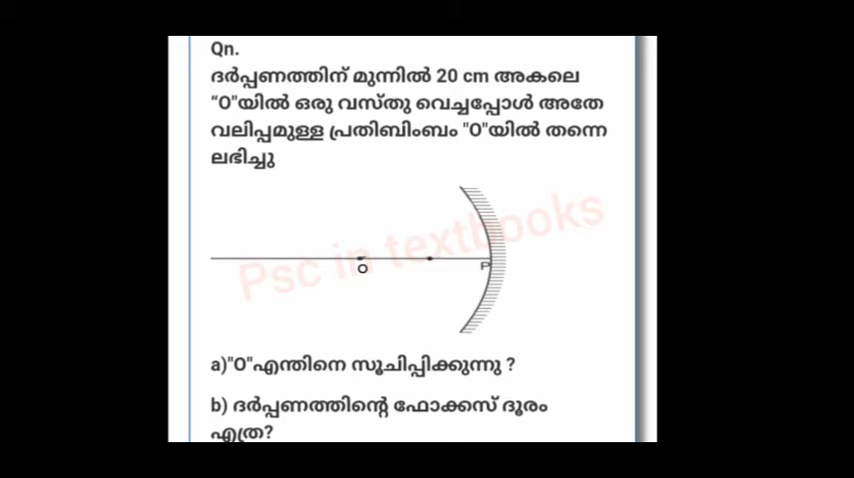 Qn.
ദർപ്പണത്തിന് മുന്നിൽ 20 cm അകലെ
“O"യിൽ ഒരു വസ്തു വെച്ചപ്പോൾ അതേ
വലിപ്പമുള്ള പ്രതിബിംബം "O"യിൽ തന്നെ
ലഭിച്ചു
Psc in textbooks
O
P
a)"O"എന്തിനെ സൂചിപ്പിക്കുന്നു ?
b) ദർപ്പണത്തിന്റെ ഫോക്കസ് ദൂരം
എത്ര?